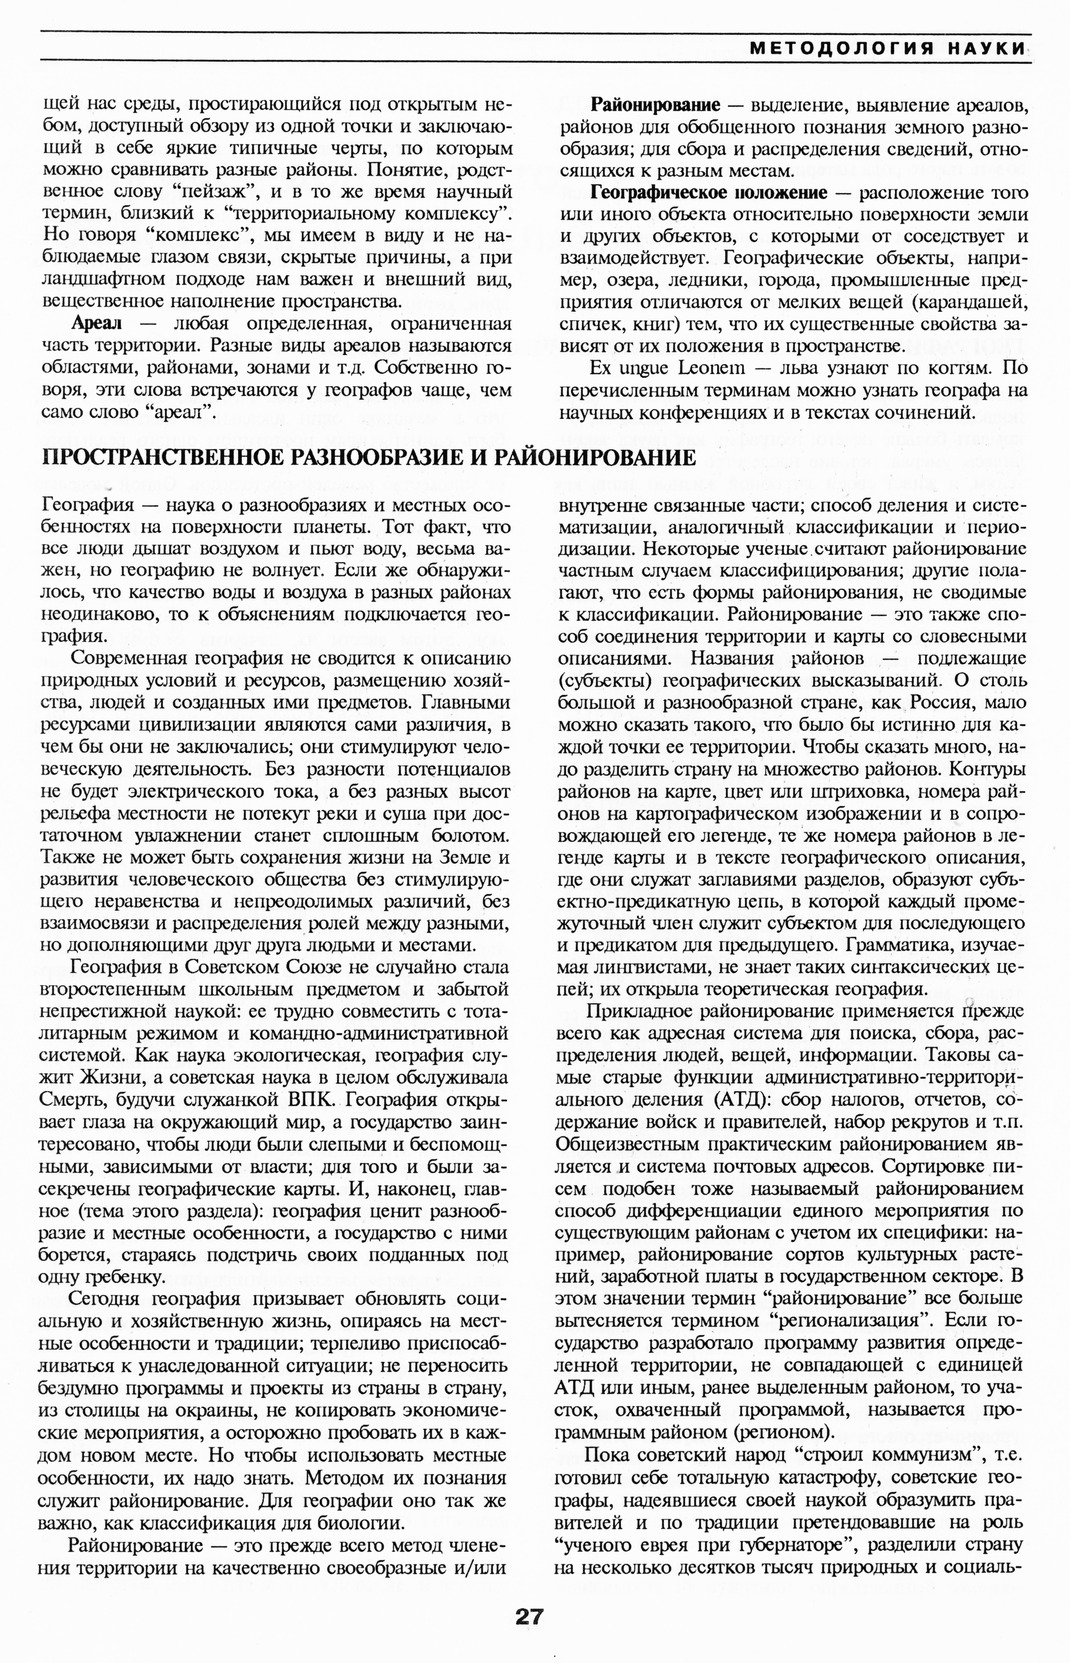 МЕТОДОЛОГИЯ НАУКИ
щей нас среды, простирающийся под открытым не-
бом, доступный обзору из одной точки и заключаю-
щий в себе яркие типичные черты, по которым
можно сравнивать разные районы. Понятие, родст-
венное слову “пейзаж”, и в то же время научный
термин, близкий к “территориальному комплексу”.
Но говоря “комплекс”, мы имеем в виду и не на-
блюдаемые глазом связи, скрытые причины, а при
ландшафтном подходе нам важен и внешний вид,
вещественное наполнение пространства.
Ареал — любая определенная, ограниченная
часть территории. Разные виды ареалов называются
областями, районами, зонами и т.д. Собственно го-
воря, эти слова встречаются у географов чаще, чем
само слово “ареал”.
Районирование — выделение, выявление ареалов,
районов для обобщенного познания земного разно-
образия; для сбора и распределения сведений, отно-
сящихся к разным местам.
Географическое положение — расположение того
или иного объекта относительно поверхности земли
и других объектов, с которыми от соседствует и
взаимодействует. Географические объекты, напри-
мер, озера, ледники, города, промышленные пред-
приятия отличаются от мелких вещей (карандашей,
спичек, книг) тем, что их существенные свойства за-
висят от их положения в пространстве.
Ex ungue Leonem — льва узнают по когтям. По
перечисленным терминам можно узнать географа на
научных конференциях и в текстах сочинений.
ПРОСТРАНСТВЕННОЕ РАЗНООБРАЗИЕ И РАЙОНИРОВАНИЕ
География — наука о разнообразиях и местных осо-
бенностях на поверхности планеты. Тот факт, что
все люди дышат воздухом и пьют воду, весьма ва-
жен, но географию не волнует. Если же обнаружи-
лось, что качество воды и воздуха в разных районах
неодинаково, то к объяснениям подключается гео-
графия.
Современная география не сводится к описанию
природных условий и ресурсов, размещению хозяй-
ства, людей и созданных ими предметов. Главными
ресурсами цивилизации являются сами различия, в
чем бы они не заключались; они стимулируют чело-
веческую деятельность. Без разности потенциалов
не будет электрического тока, а без разных высот
рельефа местности не потекут реки и суша при дос-
таточном увлажнении станет сплошным болотом.
Также не может быть сохранения жизни на Земле и
развития человеческого общества без стимулирую-
щего неравенства и непреодолимых различий, без
взаимосвязи и распределения ролей между разными,
но дополняющими друг друга людьми и местами.
География в Советском Союзе не случайно стала
второстепенным школьным предметом и забытой
непрестижной наукой: ее трудно совместить с тота-
литарным режимом и командно-административной
системой. Как наука экологическая, география слу-
жит Жизни, а советская наука в целом обслуживала
Смерть, будучи служанкой ВПК. География откры-
вает глаза на окружающий мир, а государство заин-
тересовано, чтобы люди были слепыми и беспомощ-
ными, зависимыми от власти; для того и были за-
секречены географические карты. И, наконец, глав-
ное (тема этого раздела): география ценит разнооб-
разие и местные особенности, а государство с ними
борется, стараясь подстричь своих подданных под
одну гребенку.
Сегодня география призывает обновлять соци-
альную и хозяйственную жизнь, опираясь на мест-
ные особенности и традиции; терпеливо приспосаб-
ливаться к унаследованной ситуации; не переносить
бездумно программы и проекты из страны в страну,
из столицы на окраины, не копировать экономиче-
ские мероприятия, а осторожно пробовать их в каж-
дом новом месте. Но чтобы использовать местные
особенности, их надо знать. Методом их познания
служит районирование. Для географии оно так же
важно, как классификация для биологии.
Районирование — это прежде всего метод члене-
ния территории на качественно своеобразные и/или
внутренне связанные части; способ деления и систе-
матизации, аналогичный классификации и перио-
дизации. Некоторые ученые считают районирование
частным случаем классифицирования; другие пола-
гают, что есть формы районирования, не сводимые
к классификации. Районирование — это также спо-
соб соединения территории и карты со словесными
описаниями. Названия районов — подлежащие
(субъекты) географических высказываний. О столь
большой и разнообразной стране, как Россия, мало
можно сказать такого, что было бы истинно для ка-
ждой точки ее территории. Чтобы сказать много, на-
до разделить страну на множество районов. Контуры
районов на карте, цвет или штриховка, номера рай-
онов на картографическом изображении и в сопро-
вождающей его легенде, те же номера районов в ле-
генде карты и в тексте географического описания,
где они служат заглавиями разделов, образуют субъ-
ектно-предикатную цепь, в которой каждый проме-
жуточный член служит субъектом для последующего
и предикатом для предыдущего. Грамматика, изучае-
мая лингвистами, не знает таких синтаксических це-
пей; их открыла теоретическая география.
Прикладное районирование применяется прежде
всего как адресная система для поиска, сбора, рас-
пределения людей, вещей, информации. Таковы са-
мые старые функции административно-территори-
ального деления (АТД): сбор налогов, отчетов, со-
держание войск и правителей, набор рекрутов и т.п.
Общеизвестным практическим районированием яв-
ляется и система почтовых адресов. Сортировке пи-
сем подобен тоже называемый районированием
способ дифференциации единого мероприятия по
существующим районам с учетом их специфики: на-
пример, районирование сортов культурных расте-
ний, заработной платы в государственном секторе. В
этом значении термин “районирование” все больше
вытесняется термином “регионализация”. Если го-
сударство разработало программу развития опреде-
ленной территории, не совпадающей с единицей
АТД или иным, ранее выделенным районом, то уча-
сток, охваченный программой, называется про-
граммным районом (регионом).
Пока советский народ “строил коммунизм”, т.е.
готовил себе тотальную катастрофу, советские гео-
графы, надеявшиеся своей наукой образумить пра-
вителей и по традиции претендовавшие на роль
“ученого еврея при губернаторе”, разделили страну
на несколько десятков тысяч природных и социаль-
27